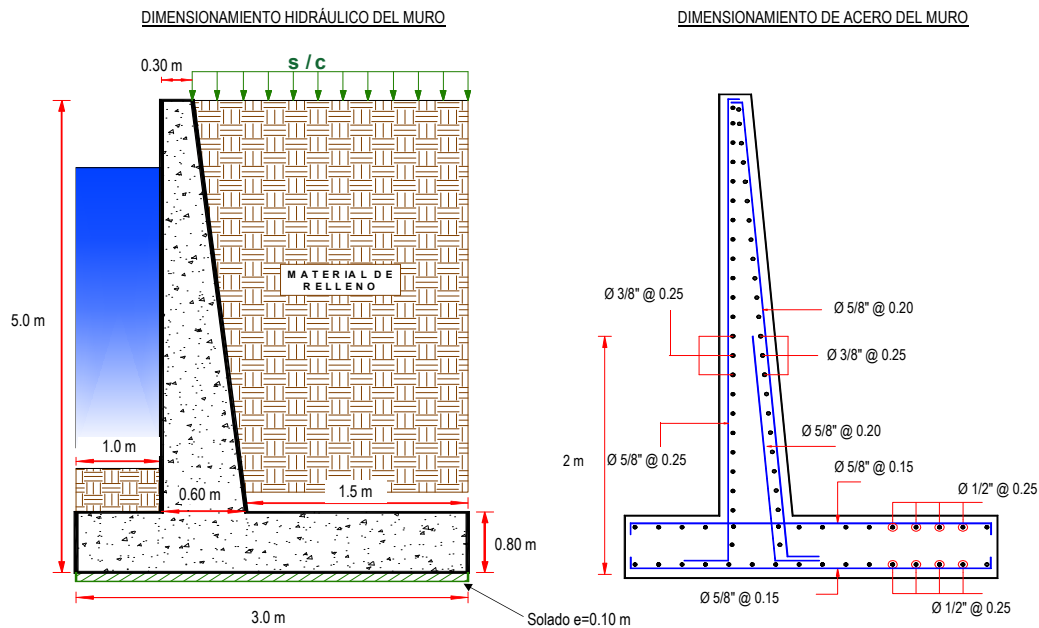 DIMENSIONAMIENTO HIDRÁULICO DEL MURO
0.30 m
s / c
5.0 m
MATERIAL DE
RELLENO
1.0 m
0.60 m
1.5 m
0.80 m
3.0 m
Solado e=0.10 m
DIMENSIONAMIENTO DE ACERO DEL MURO
Ø 3/8" @ 0.25
Ø 5/8" @ 0.20
Ø 3/8" @ 0.25
Ø 5/8" @ 0.20
2 m
Ø 5/8" @ 0.25
Ø 5/8" @ 0.15
Ø 1/2" @ 0.25
Ø 5/8" @ 0.15
Ø 1/2" @ 0.25